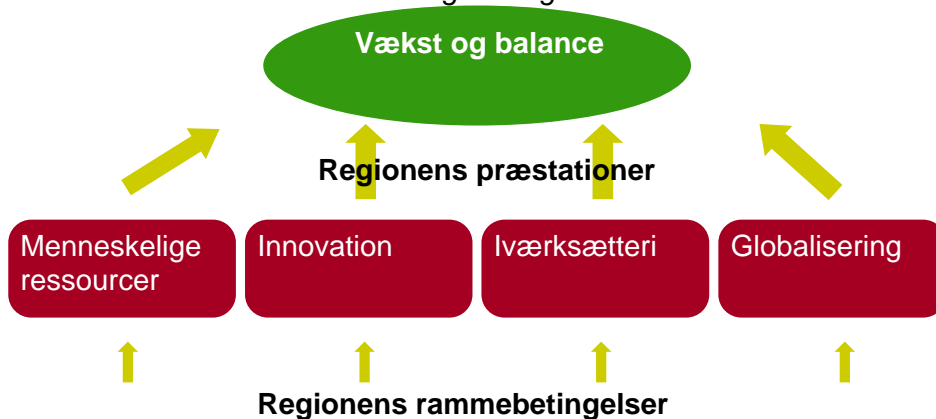 Vækst og balance
Regionens præstationer
Menneskelige
ressourcer
Innovation
Iværksætteri
Globalisering
Regionens rammebetingelser